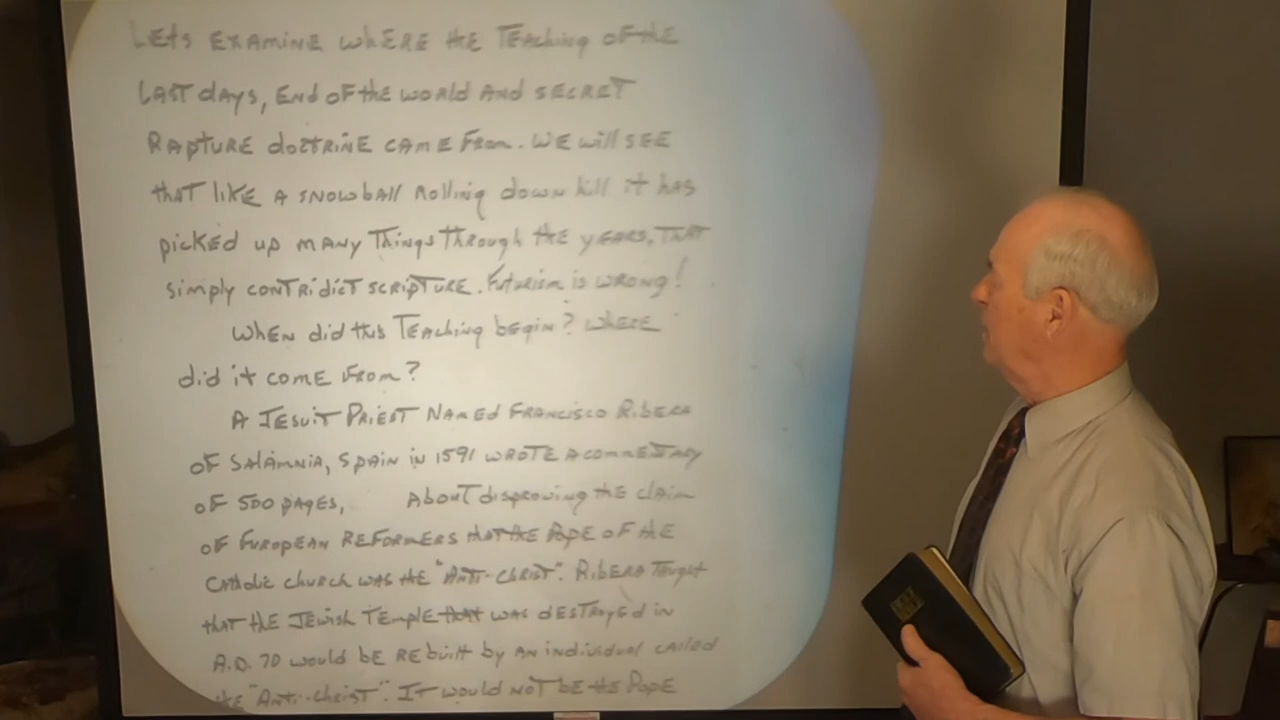 Lets Examine where the Teaching of the
Last days, End of the world And secret
Rapture doctrine came From. We will see
that like a snowball rolling down hill it has
picked up many Things Through the years, That
simply contridict scripture. Futurism is wrong!
When did this Teaching begin? Where
did it come From?
A Jesuit Priest Named Francisco Ribera
of Salamnia, Spain in 1591 wrote a commentary
of 500 pages, About disproving the claim
of European Reformers that the Pope of the
Catholic church was the "Anti-Christ". Ribera Taught
that the Jewish Temple that was destroyed in
A.D. 70 would be rebuilt by an individual called
the "Anti-Christ". It would not be the Pope